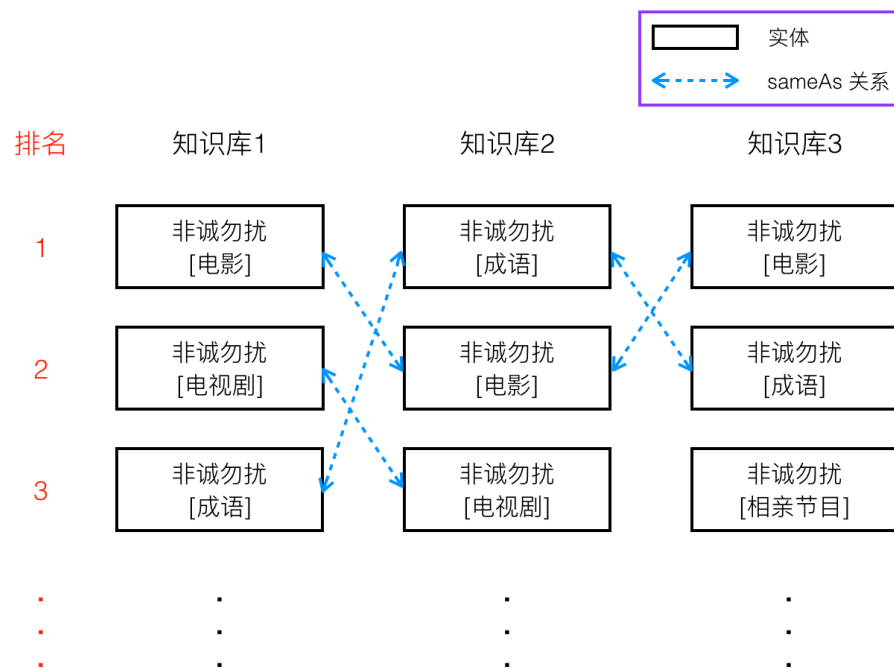 实体
sameAs 关系
排名
知识库1
知识库2
知识库3
1
非诚勿扰
[电影]
非诚勿扰
[成语]
非诚勿扰
[电影]
2
非诚勿扰
[电视剧]
非诚勿扰
[电影]
非诚勿扰
[成语]
3
非诚勿扰
[成语]
非诚勿扰
[电视剧]
非诚勿扰
[相亲节目]